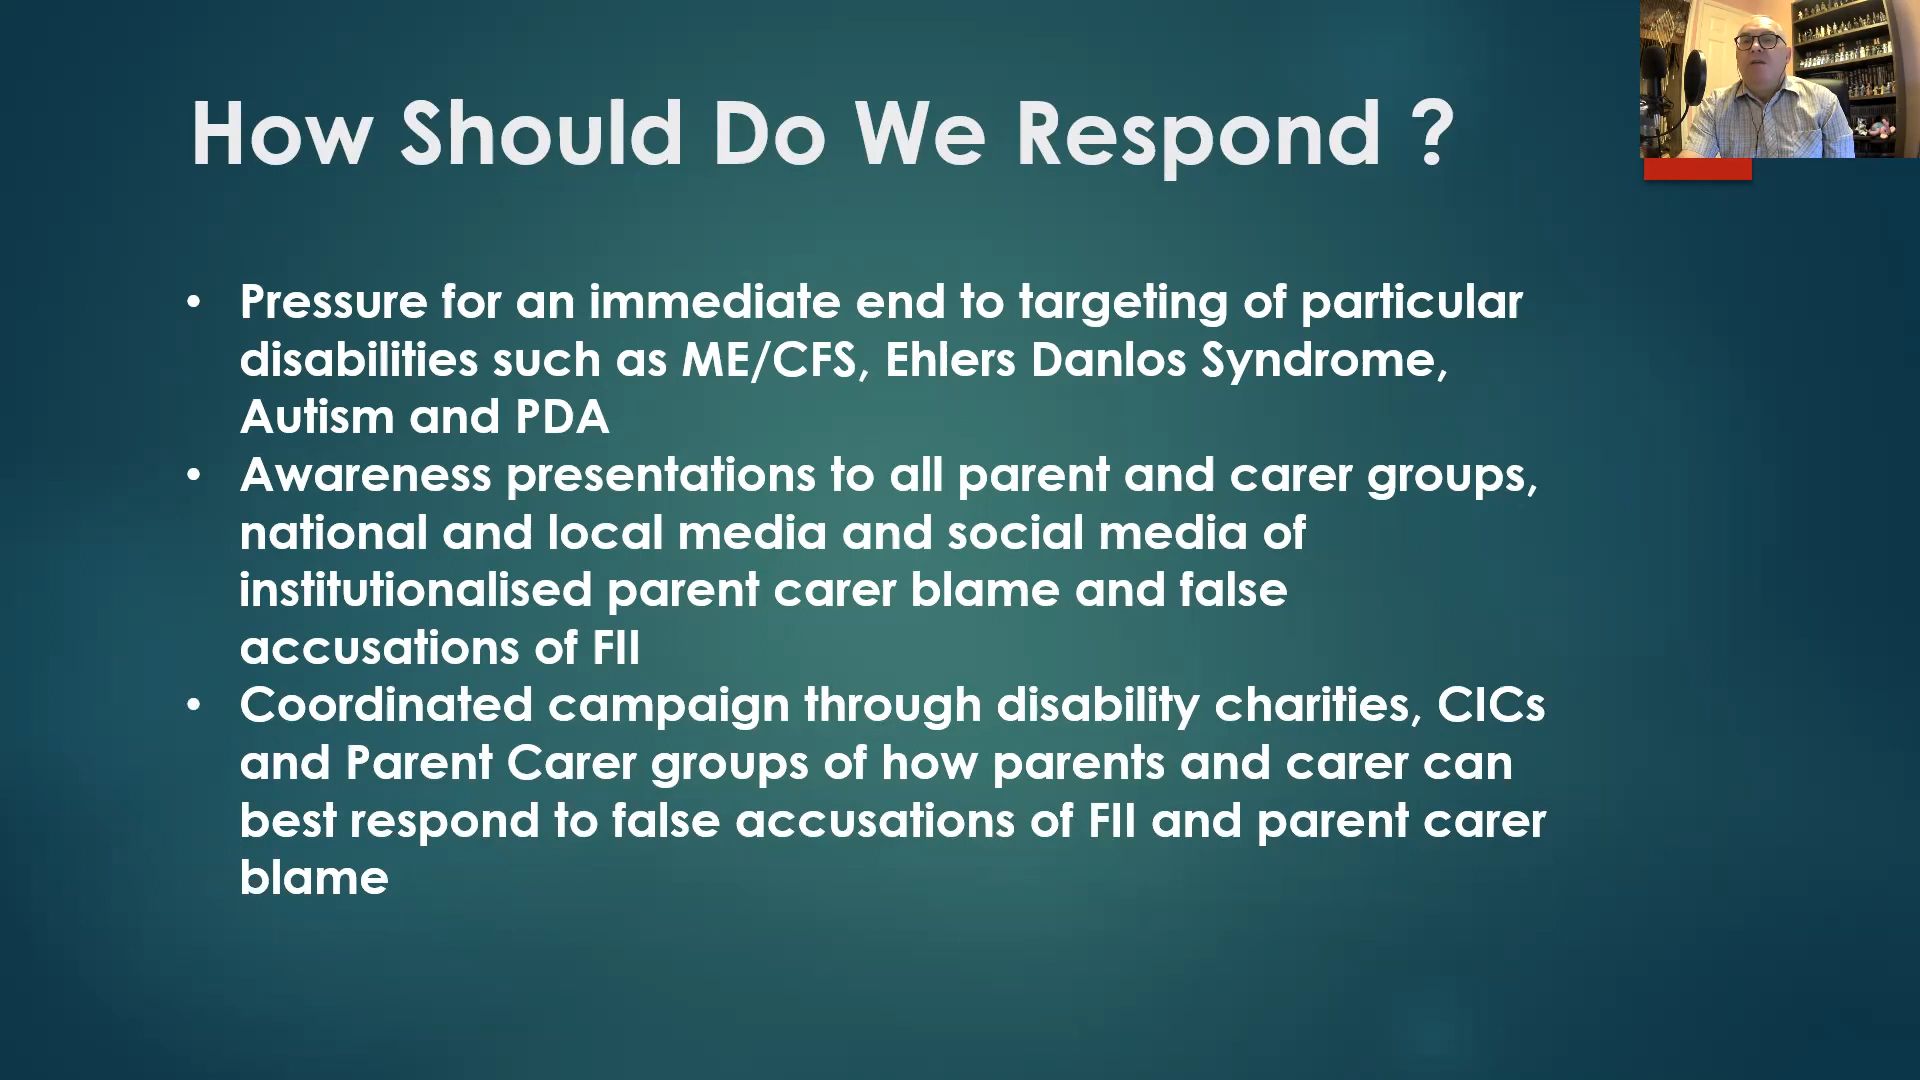 How Should Do We Respond ?
• Pressure for an immediate end to targeting of particular
disabilities such as ME/CFS, Ehlers Danlos Syndrome,
Autism and PDA
• Awareness presentations to all parent and carer groups,
national and local media and social media of
institutionalised parent carer blame and false
accusations of FII
• Coordinated campaign through disability charities, CICs
and Parent Carer groups of how parents and carer can
best respond to false accusations of FII and parent carer
blame